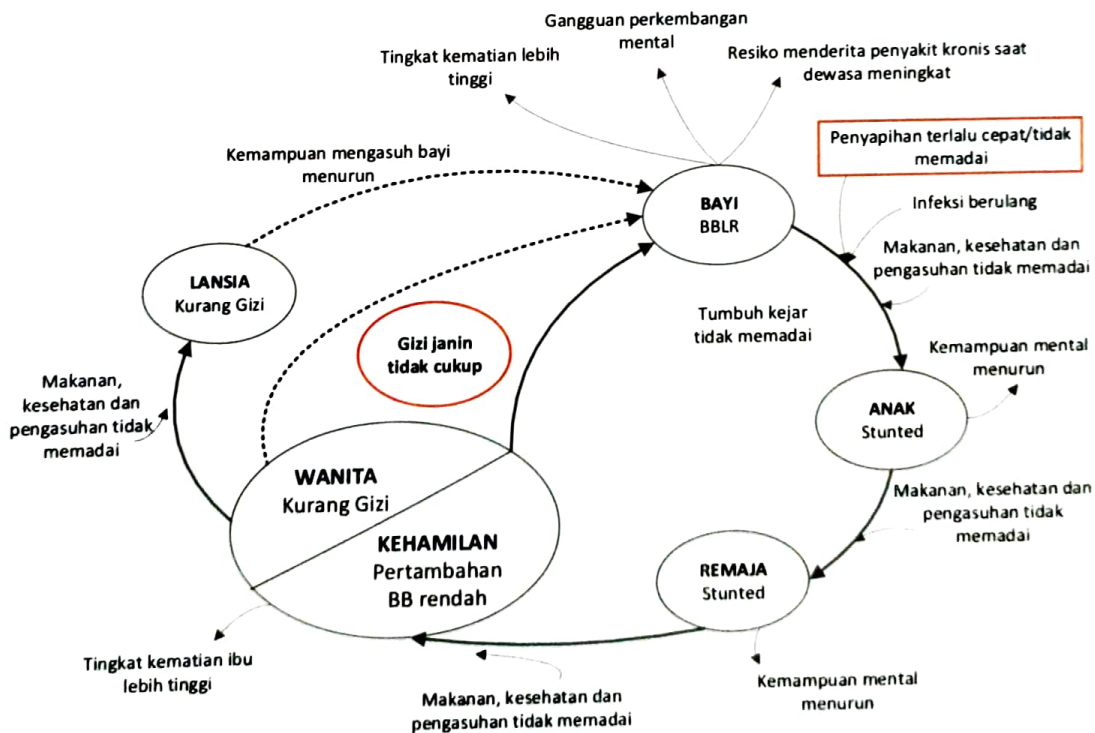 Gangguan perkembangan
mental
Tingkat kematian lebih
tinggi
Resiko menderita penyakit kronis saat
dewasa meningkat
Penyapihan terlalu cepat/tidak
memadai
Kemampuan mengasuh bayi
menurun
BAYI
BBLR
Infeksi berulang
Makanan, kesehatan dan
pengasuhan tidak memadai
LANSIA
Kurang Gizi
Gizi janin
tidak cukup
Tumbuh kejar
tidak memadai
Kemampuan mental
menurun
Makanan,
kesehatan dan
pengasuhan tidak
memadai
ANAK
Stunted
WANITA
Kurang Gizi
Makanan, kesehatan dan
pengasuhan tidak
memadai
KEHAMILAN
Pertambahan
BB rendah
REMAJA
Stunted
Tingkat kematian ibu
lebih tinggi
Makanan, kesehatan dan
pengasuhan tidak memadai
Kemampuan mental
menurun